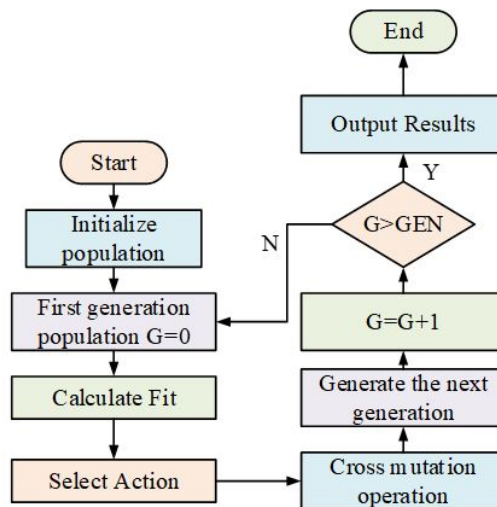 Start
Initialize
population
First generation
population G=0
Calculate Fit
Select Action
Cross mutation
operation
Generate the next
generation
G=G+1
G>GEN
N
Y
Output Results
End